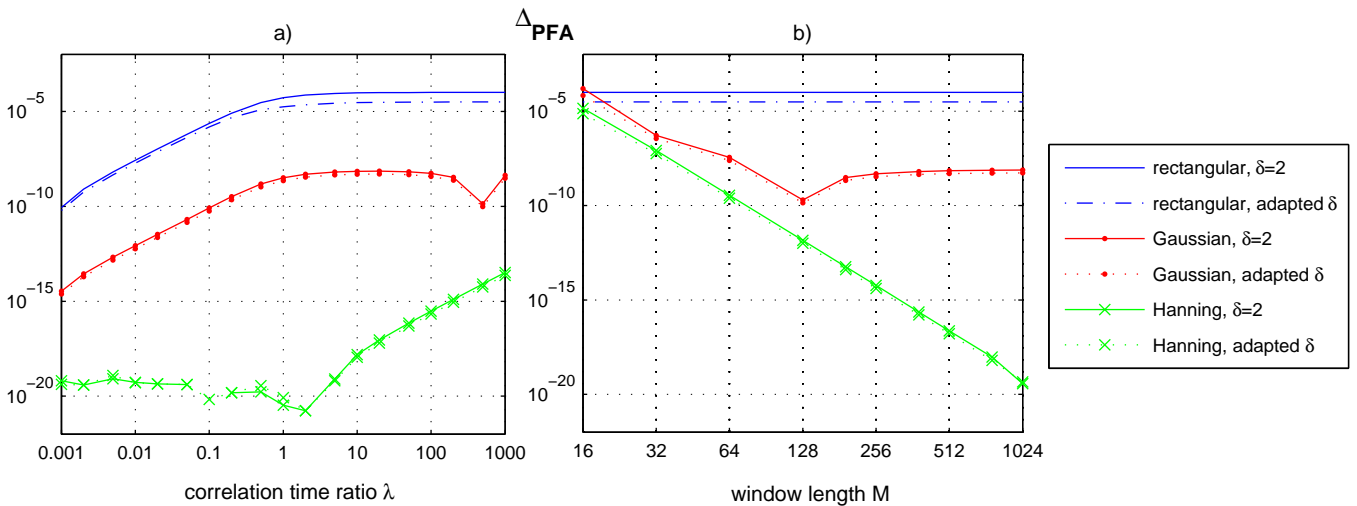 a)
Δ_PFA
b)
10^−5
10^−10
10^−15
10^−20
0.001 0.01 0.1 1 10 100 1000
correlation time ratio λ
10^−5
10^−10
10^−15
10^−20
16 32 64 128 256 512 1024
window length M
rectangular, δ=2
rectangular, adapted δ
Gaussian, δ=2
Gaussian, adapted δ
Hanning, δ=2
Hanning, adapted δ